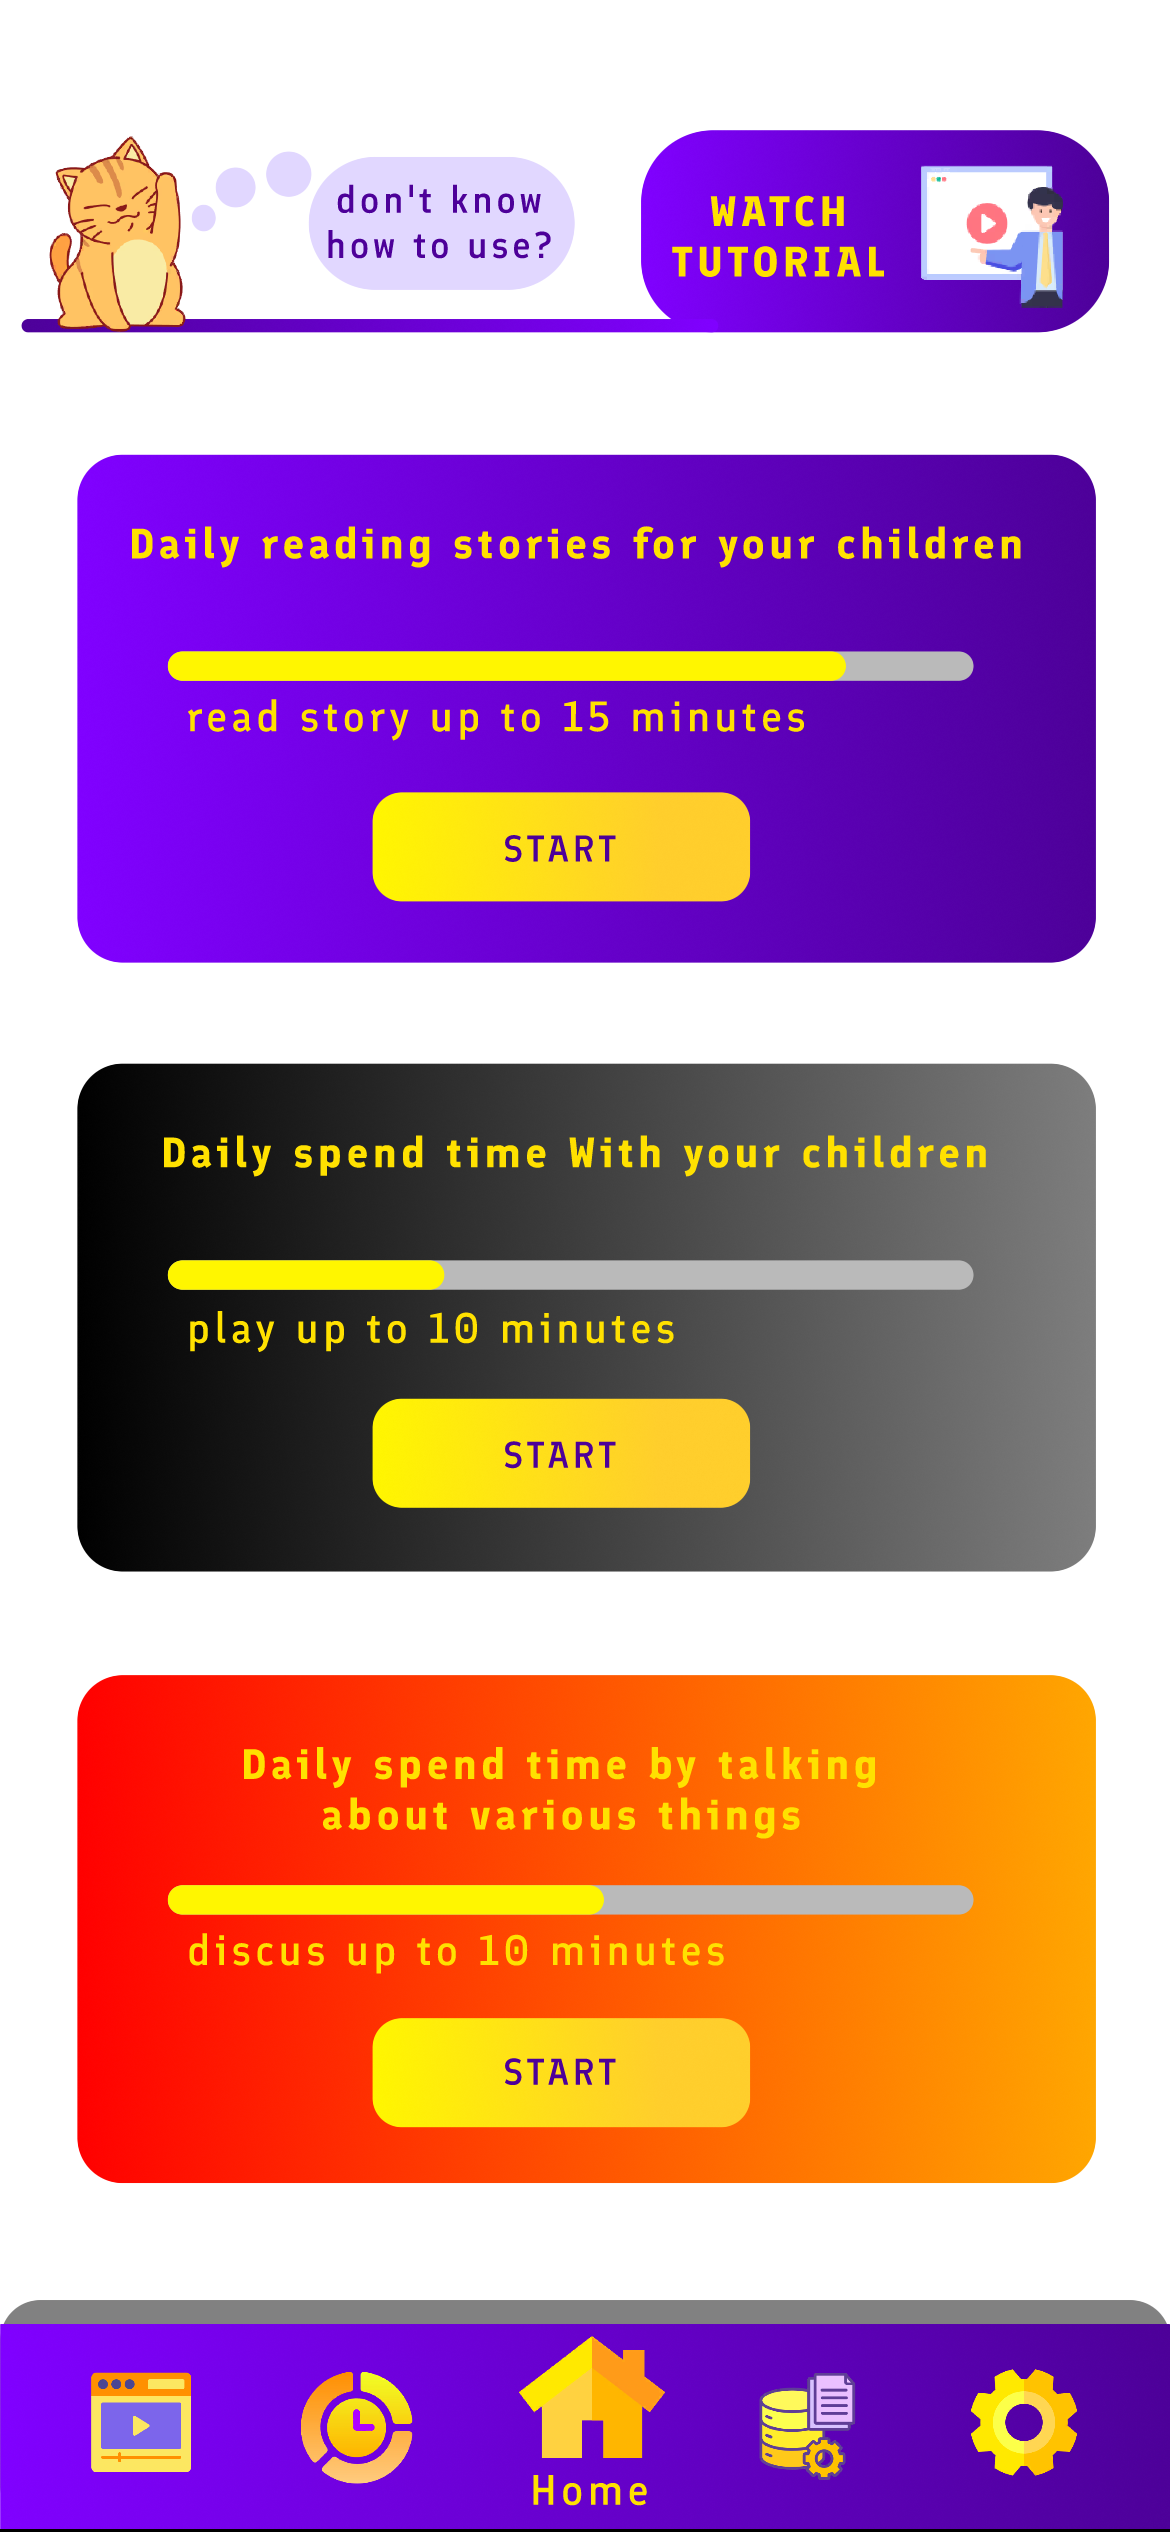 don't know
how to use?
WATCH
TUTORIAL
Daily reading stories for your children
read story up to 15 minutes
START
Daily spend time With your children
play up to 10 minutes
START
Daily spend time by talking
about various things
discus up to 10 minutes
START
Home